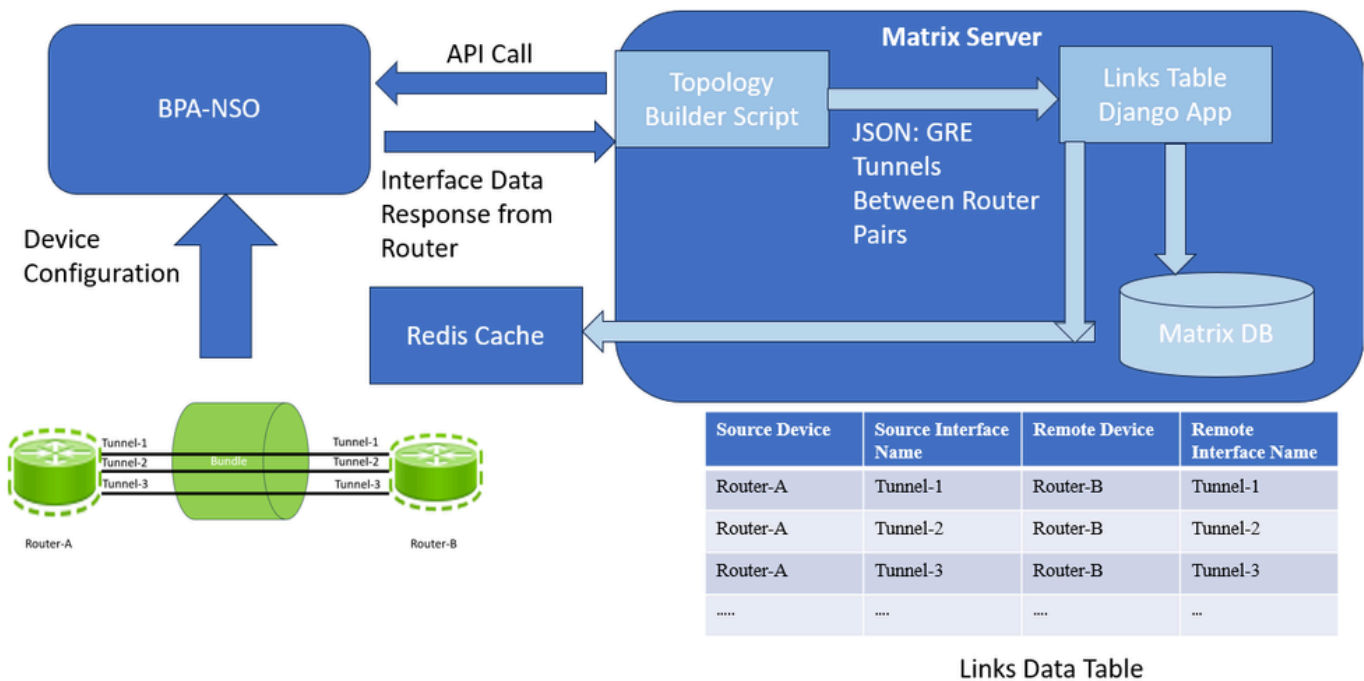 Matrix Server
BPA-NSO
API Call
Topology
Builder Script
Links Table
Django App
JSON: GRE
Tunnels
Between Router
Pairs
Interface Data
Response from
Router
Device
Configuration
Redis Cache
Matrix DB
Tunnel-1
Tunnel-2
Tunnel-3
Bundle
Tunnel-1
Tunnel-2
Tunnel-3
Router-A
Router-B
Source Device Source Interface Name Remote Device Remote Interface Name
Router-A Tunnel-1 Router-B Tunnel-1
Router-A Tunnel-2 Router-B Tunnel-2
Router-A Tunnel-3 Router-B Tunnel-3
..... .... .... ...
Links Data Table